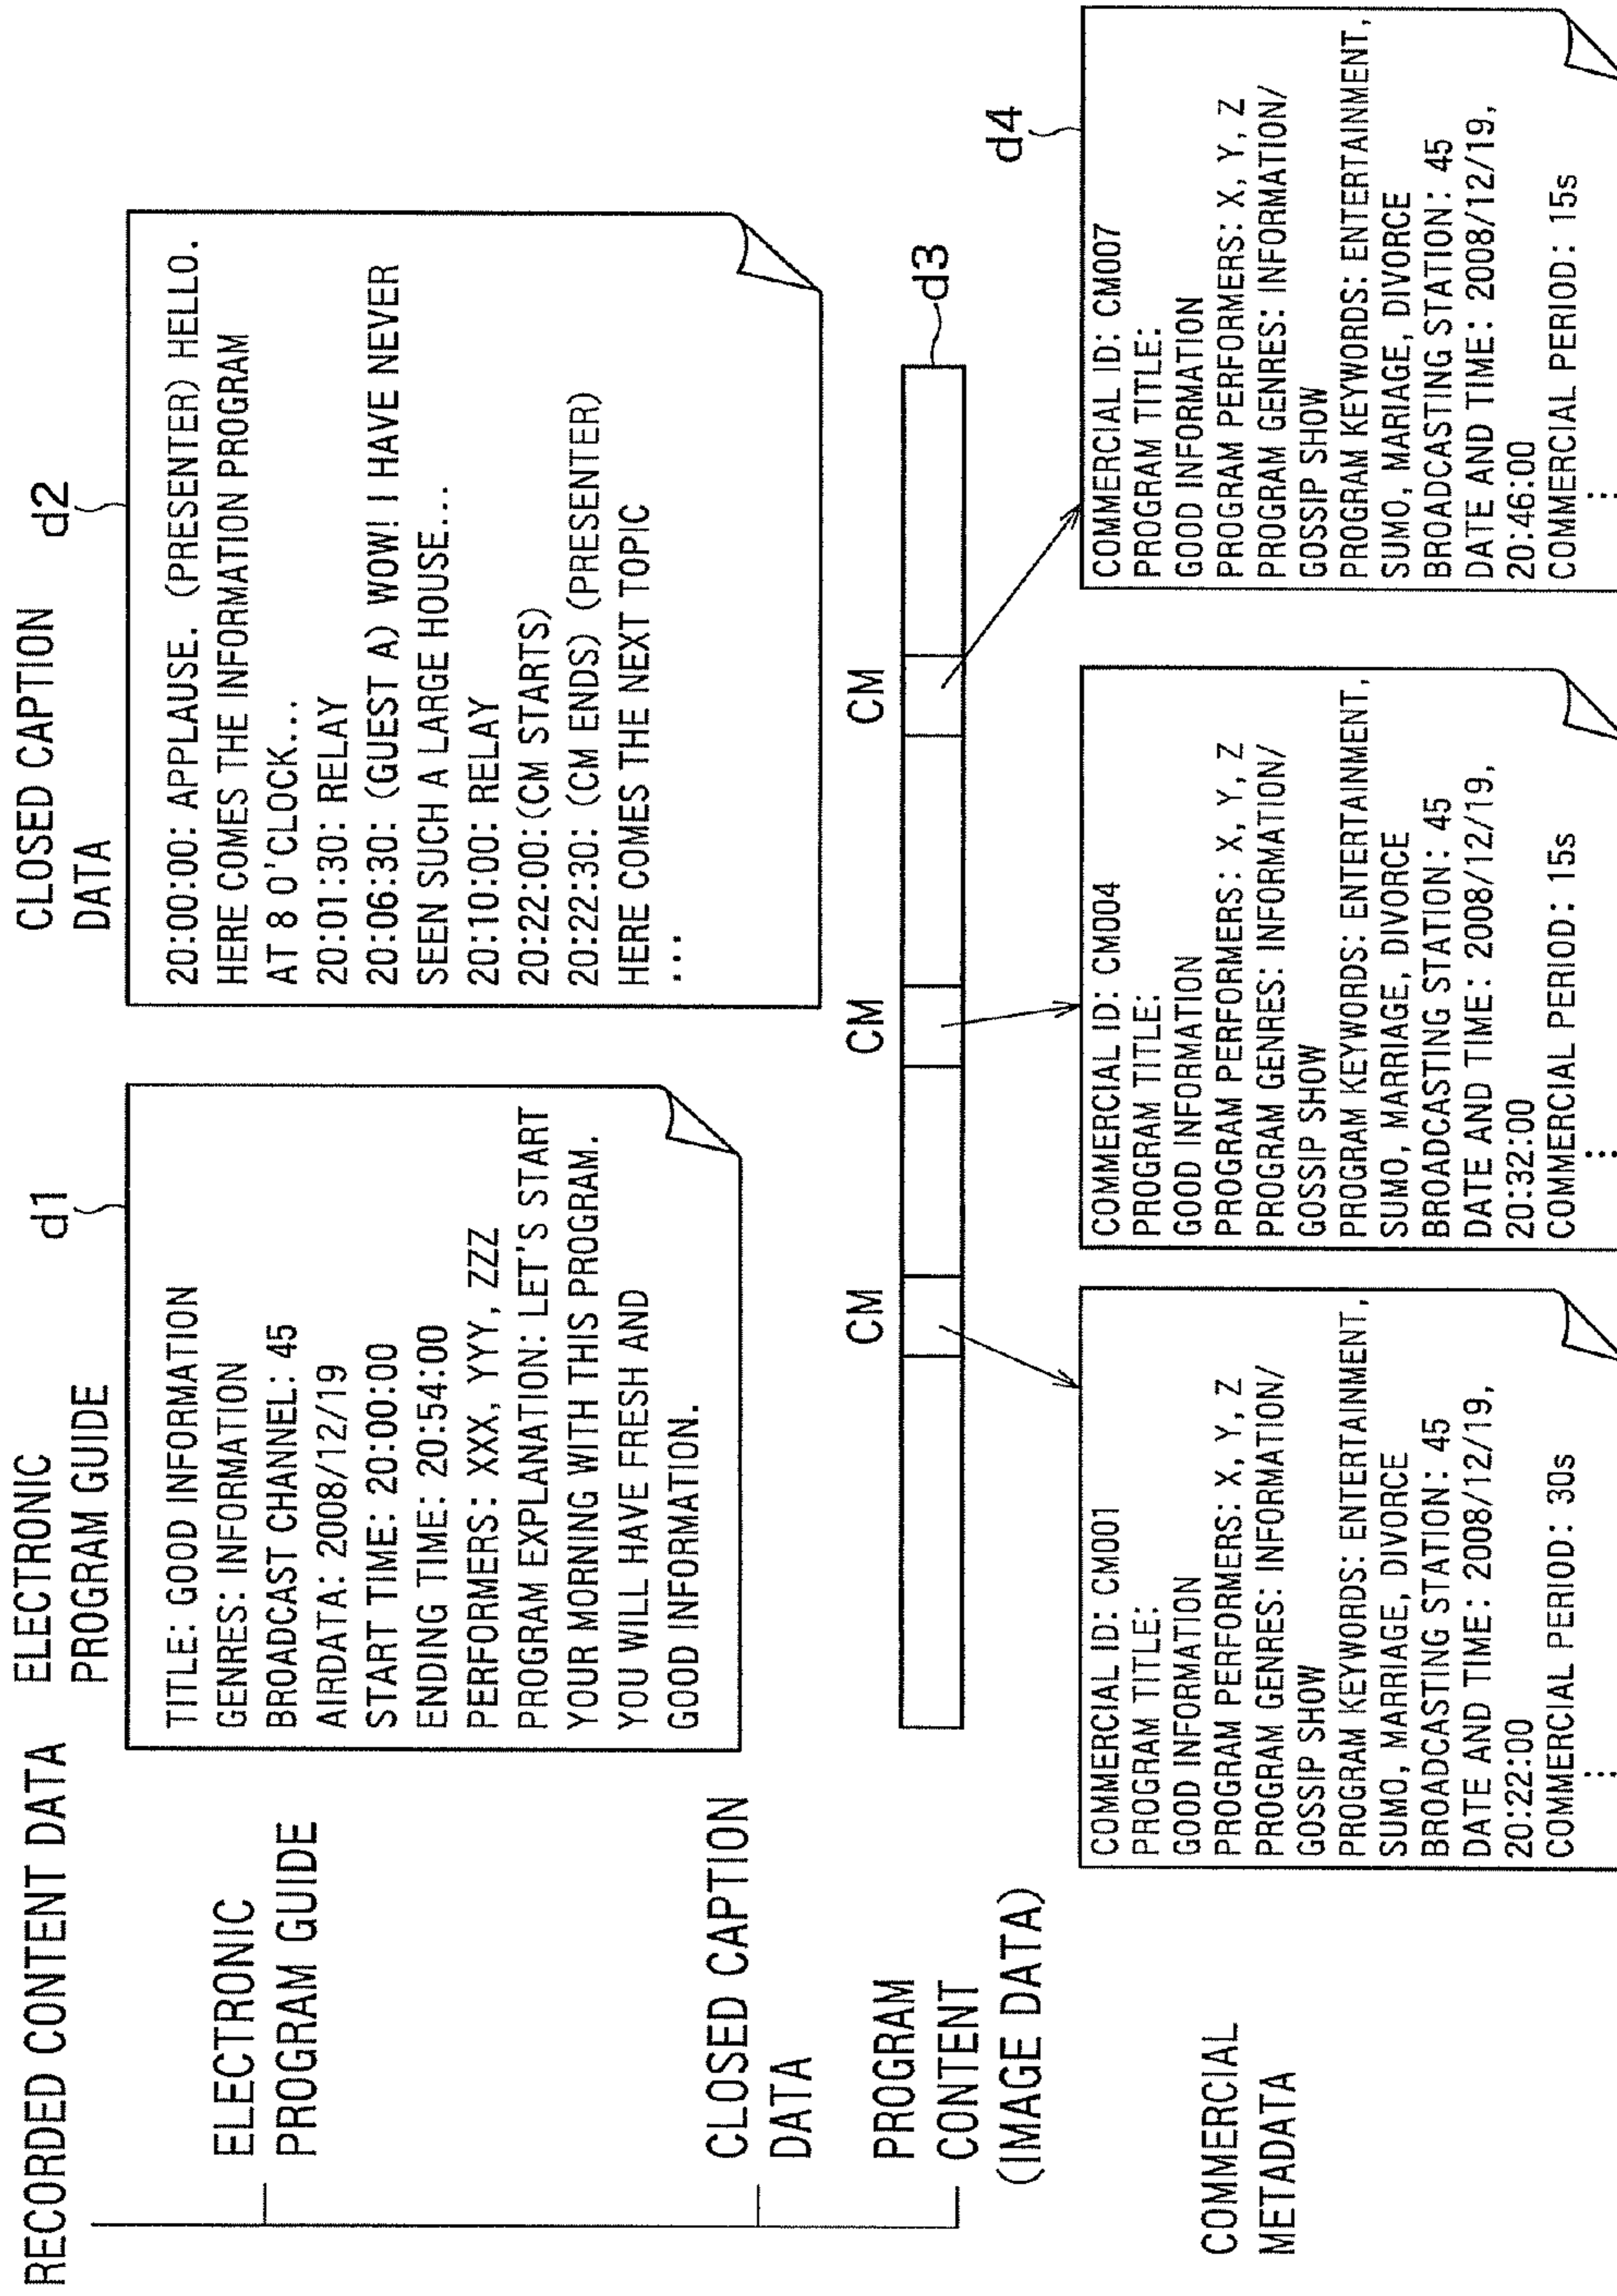 RECORDED CONTENT DATA
ELECTRONIC
PROGRAM GUIDE
CLOSED CAPTION
DATA
PROGRAM
CONTENT
(IMAGE DATA)
COMMERCIAL
METADATA
ELECTRONIC
PROGRAM GUIDE
d1
TITLE: GOOD INFORMATION
GENRES: INFORMATION
BROADCAST CHANNEL: 45
AIRDATA: 2008/12/19
START TIME: 20:00:00
ENDING TIME: 20:54:00
PERFORMERS: XXX, YYY, ZZZ
PROGRAM EXPLANATION: LET'S START
YOUR MORNING WITH THIS PROGRAM.
YOU WILL HAVE FRESH AND
GOOD INFORMATION.
CLOSED CAPTION
DATA
d2
20:00:00: APPLAUSE. (PRESENTER) HELLO.
HERE COMES THE INFORMATION PROGRAM
AT 8 O'CLOCK...
20:01:30: RELAY
20:06:30: (GUEST A) WOW! I HAVE NEVER
SEEN SUCH A LARGE HOUSE...
20:10:00: RELAY
20:22:00:(CM STARTS)
20:22:30: (CM ENDS) (PRESENTER)
HERE COMES THE NEXT TOPIC
...
CM
CM
CM
d3
COMMERCIAL ID: CM001
PROGRAM TITLE:
GOOD INFORMATION
PROGRAM PERFORMERS: X, Y, Z
PROGRAM GENRES: INFORMATION/
GOSSIP SHOW
PROGRAM KEYWORDS: ENTERTAINMENT,
SUMO, MARRIAGE, DIVORCE
BROADCASTING STATION: 45
DATE AND TIME: 2008/12/19,
20:22:00
COMMERCIAL PERIOD: 30s
⋮
COMMERCIAL ID: CM004
PROGRAM TITLE:
GOOD INFORMATION
PROGRAM PERFORMERS: X, Y, Z
PROGRAM GENRES: INFORMATION/
GOSSIP SHOW
PROGRAM KEYWORDS: ENTERTAINMENT,
SUMO, MARRIAGE, DIVORCE
BROADCASTING STATION: 45
DATE AND TIME: 2008/12/19,
20:32:00
COMMERCIAL PERIOD: 15s
⋮
d4
COMMERCIAL ID: CM007
PROGRAM TITLE:
GOOD INFORMATION
PROGRAM PERFORMERS: X, Y, Z
PROGRAM GENRES: INFORMATION/
GOSSIP SHOW
PROGRAM KEYWORDS: ENTERTAINMENT,
SUMO, MARIAGE, DIVORCE
BROADCASTING STATION: 45
DATE AND TIME: 2008/12/19,
20:46:00
COMMERCIAL PERIOD: 15s
⋮